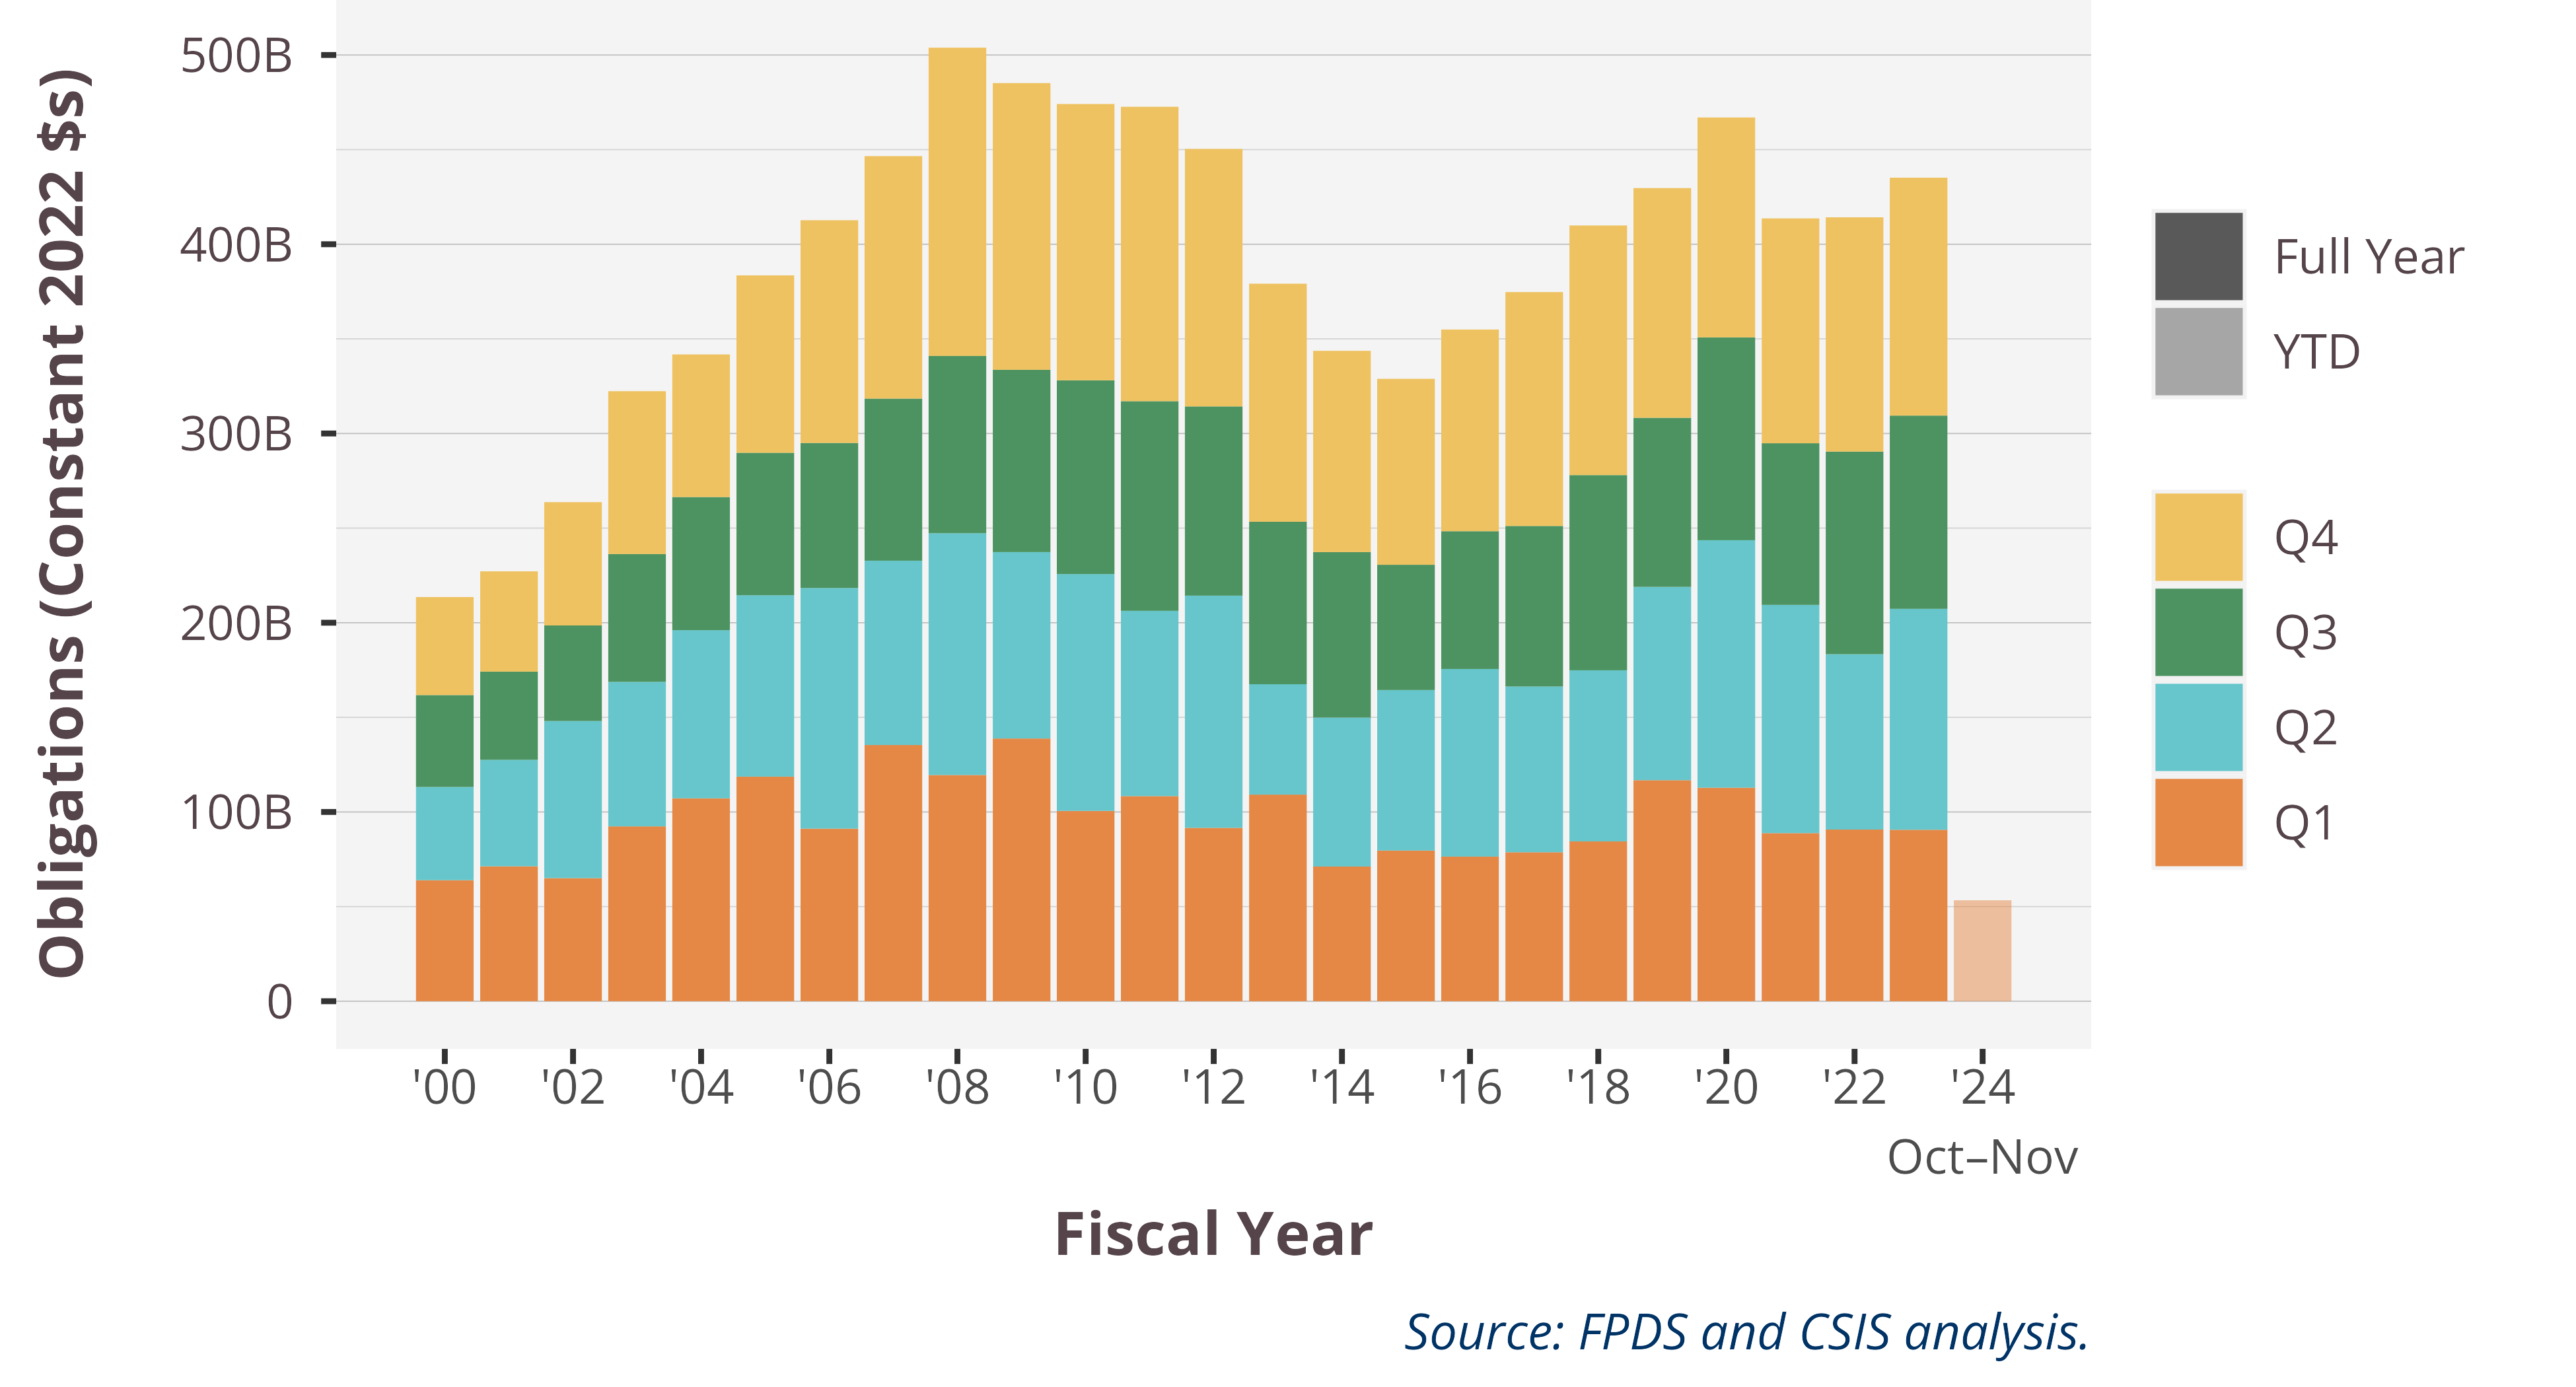 Obligations (Constant 2022 $s)
500B
400B
300B
200B
100B
0
'00 '02 '04 '06 '08 '10 '12 '14 '16 '18 '20 '22 '24
Oct–Nov
Fiscal Year
Full Year
YTD
Q4
Q3
Q2
Q1
Source: FPDS and CSIS analysis.